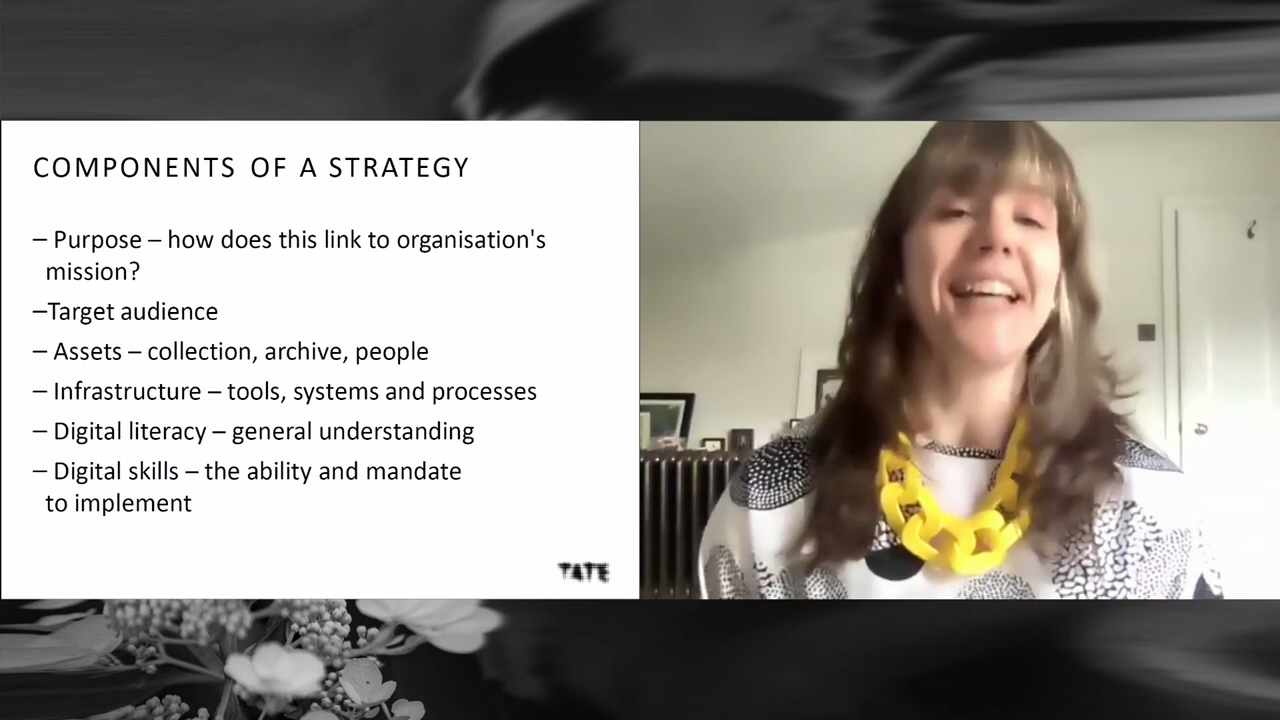 COMPONENTS OF A STRATEGY
– Purpose – how does this link to organisation's
mission?
–Target audience
– Assets – collection, archive, people
– Infrastructure – tools, systems and processes
– Digital literacy – general understanding
– Digital skills – the ability and mandate
to implement
TATE